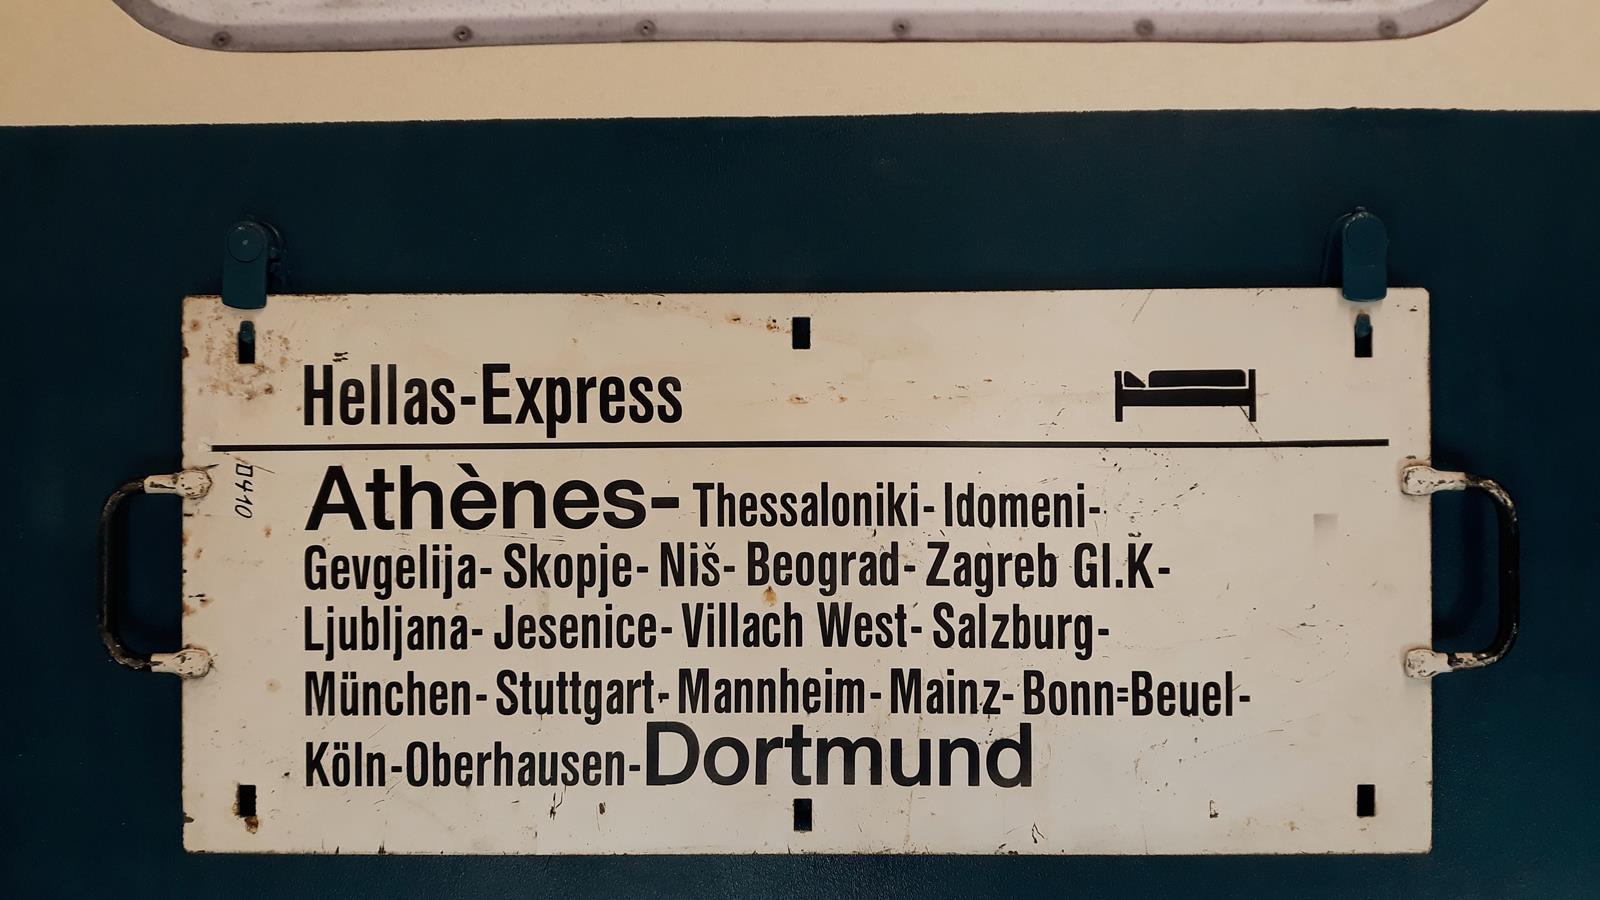 Hellas-Express
Athènes- Thessaloniki- Idomeni-
Gevgelija- Skopje- Niš- Beograd- Zagreb Gl.K-
Ljubljana- Jesenice- Villach West- Salzburg-
München- Stuttgart- Mannheim- Mainz- Bonn=Beuel-
Köln-Oberhausen-Dortmund
D410